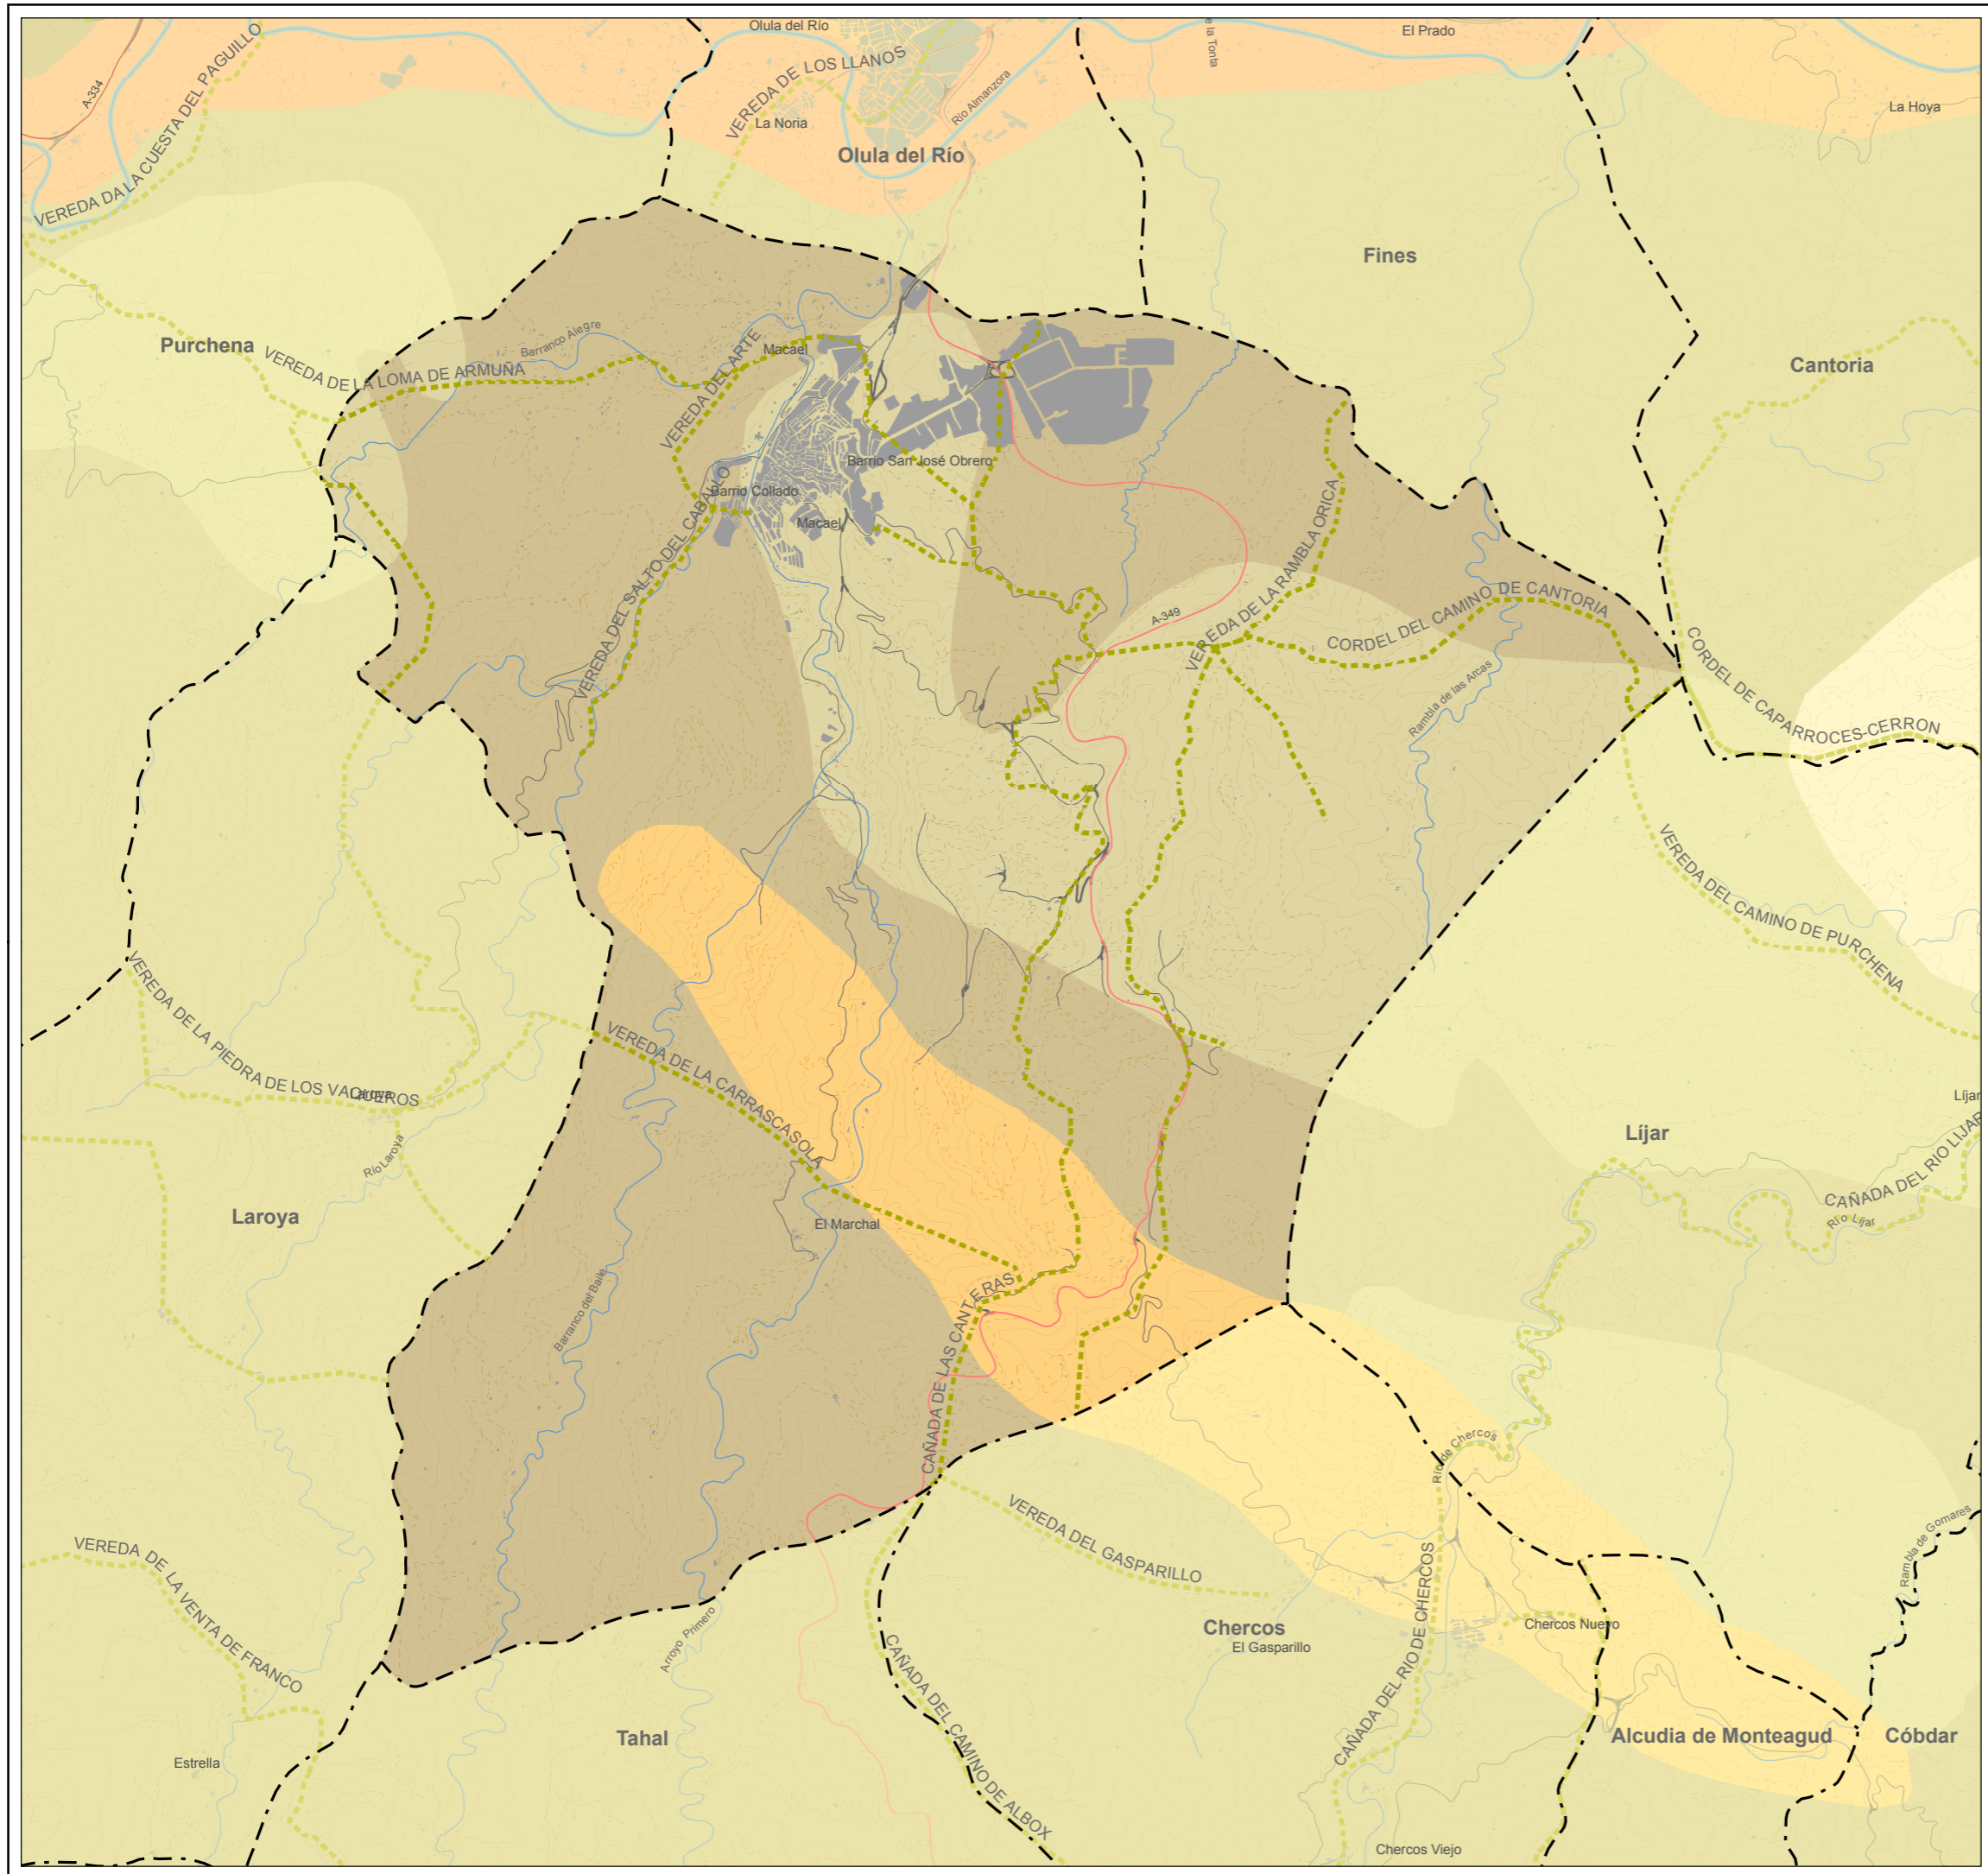 Olula del Río
El Prado
e la Tonta
VEREDA DE LOS LLANOS
A-334
Río Almanzora
La Hoya
VEREDA DA LA CUESTA DEL PAGUILLO
La Noria
Olula del Río
Fines
Purchena
Barranco Alegre
Macael
VEREDA DE LA LOMA DE ARMUÑA
VEREDA DEL ARTE
Cantoria
Barrio San José Obrero
Barrio Collado
Macael
VEREDA DEL SALTO DEL CABALLO
VEREDA DE LA RAMBLA ORICA
A-349
CORDEL DEL CAMINO DE CANTORIA
Rambla de las Arcas
CORDEL DE CAPARROCES-CERRON
VEREDA DEL CAMINO DE PURCHENA
VEREDA DE LA PIEDRA DE LOS VAQUEROS
Laroya
VEREDA DE LA CARRASCASOLA
Líjar
Líjar
Río Laroya
CAÑADA DEL RIO LIJAR
Río Líjar
Laroya
El Marchal
Barranco del Baile
CAÑADA DE LAS CANTERAS
Río de Chercos
VEREDA DEL GASPARILLO
VEREDA DE LA VENTA DE FRANCO
Rambla de Gomares
Arroyo Primero
Chercos
El Gasparillo
Chercos Nuevo
CAÑADA DEL RIO DE CHERCOS
CAÑADA DEL CAMINO DE ALBOX
Tahal
Alcudia de Monteagud
Cóbdar
Estrella
Chercos Viejo